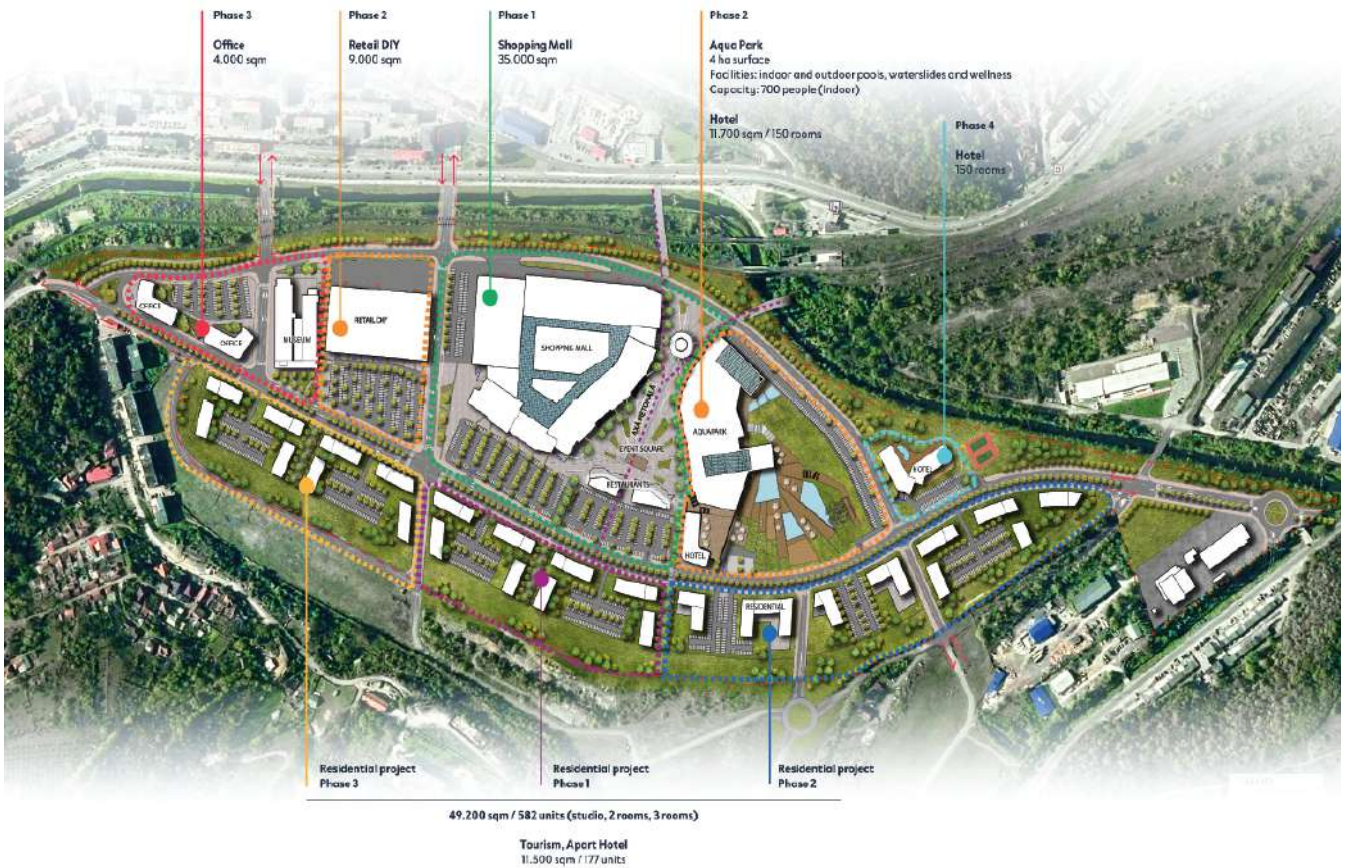 Phase 3
Office
4.000 sqm
Phase 2
Retail DIY
9.000 sqm
Phase 1
Shopping Mall
35.000 sqm
Phase 2
Aqua Park
4 ha surface
Facilities: indoor and outdoor pools, waterslides and wellness
Capacity: 700 people (indoor)
Hotel
11.700 sqm / 150 rooms
Phase 4
Hotel
150 rooms
OFFICE
OFFICE
MUSEUM
RETAIL DIY
SHOPPING MALL
EVENT SQUARE
RESTAURANTS
AQUAPARK
HOTEL
HOTEL
RESIDENTIAL
Residential project
Phase 3
Residential project
Phase 1
Residential project
Phase 2
49.200 sqm / 582 units (studio, 2 rooms, 3 rooms)
Tourism, Apart Hotel
11.500 sqm / 177 units